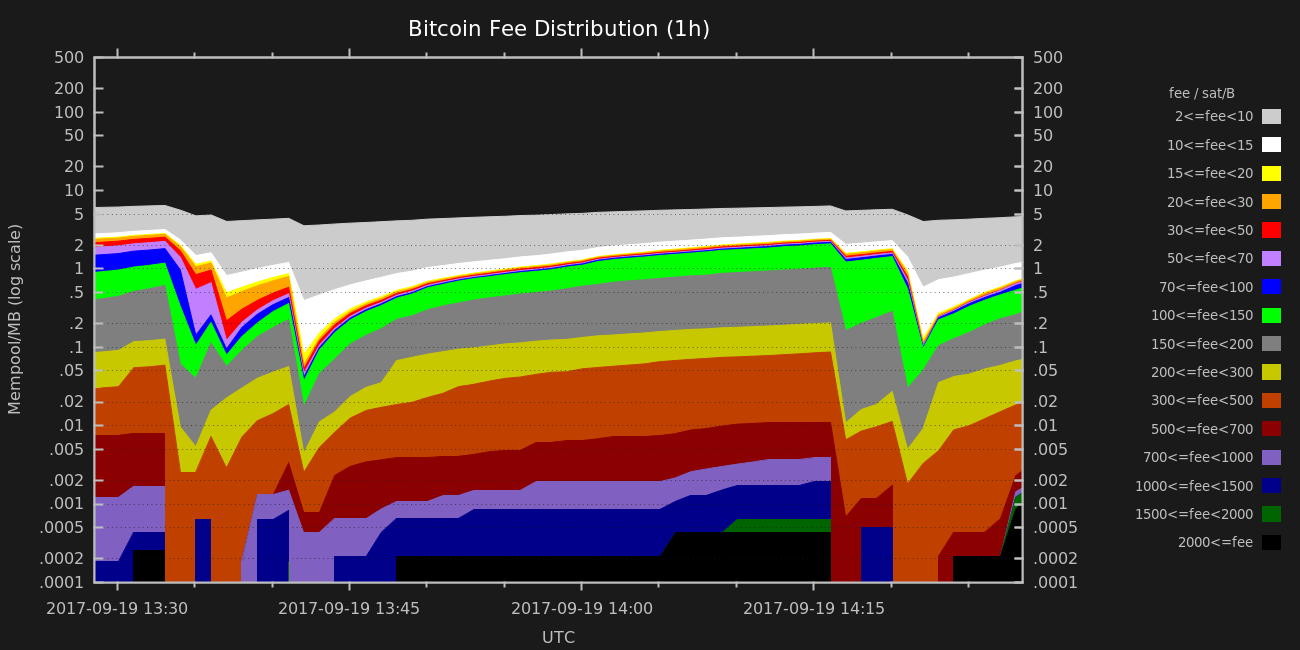 Bitcoin Fee Distribution (1h)
Mempool/MB (log scale)
500
200
100
50
20
10
5
2
1
.5
.2
.1
.05
.02
.01
.005
.002
.001
.0005
.0002
.0001
500
200
100
50
20
10
5
2
1
.5
.2
.1
.05
.02
.01
.005
.002
.001
.0005
.0002
.0001
fee / sat/B
2<=fee<10
10<=fee<15
15<=fee<20
20<=fee<30
30<=fee<50
50<=fee<70
70<=fee<100
100<=fee<150
150<=fee<200
200<=fee<300
300<=fee<500
500<=fee<700
700<=fee<1000
1000<=fee<1500
1500<=fee<2000
2000<=fee
2017-09-19 13:30 2017-09-19 13:45 2017-09-19 14:00 2017-09-19 14:15
UTC